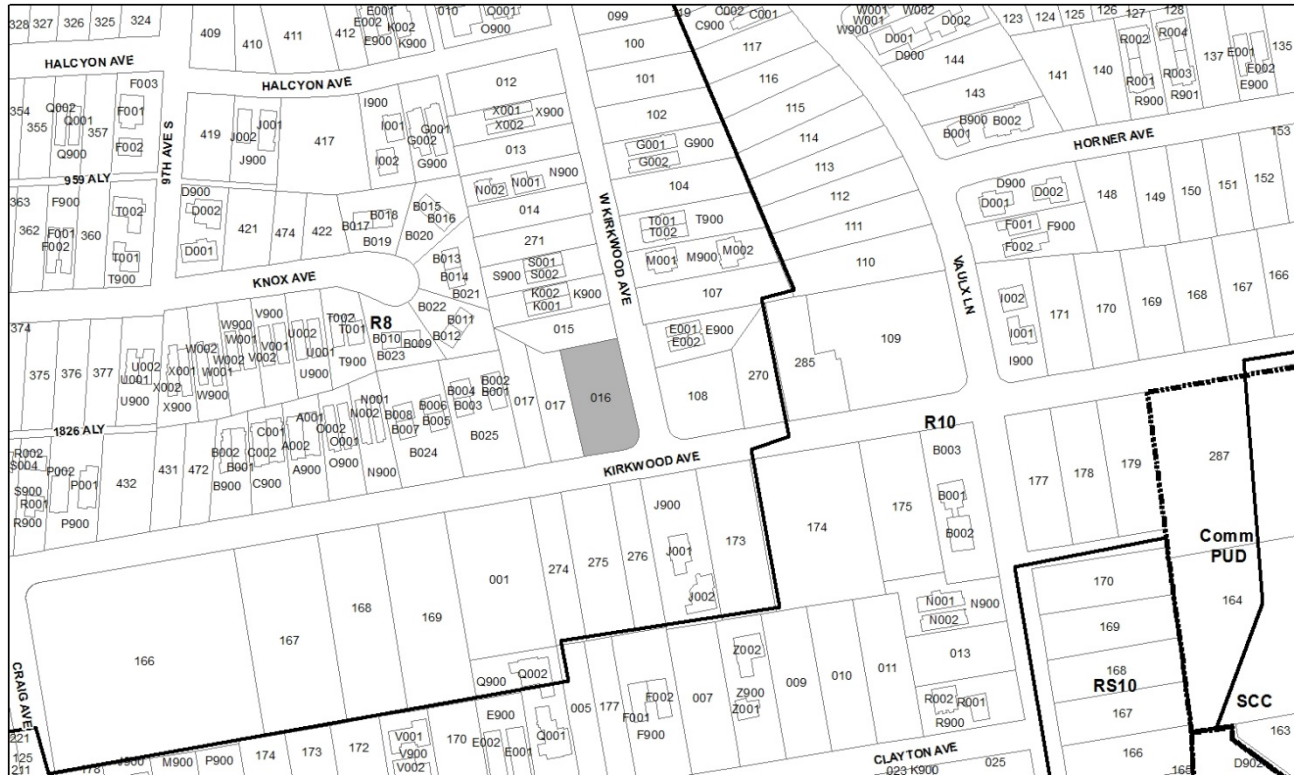 328
327
326
325
324
409
410
411
412
E001
E002
E900
K002
K900
010
Q001
O900
099
119
C002
C900
C001
W001
W900
W002
D002
D001
D900
123
124
125
126
127
128
R002
R004
R001
R003
R900
R901
137
E001
E002
E900
135
HALCYON AVE
HALCYON AVE
F003
100
117
144
141
140
101
116
143
012
102
115
354
355
Q002
Q001
Q900
357
F001
F002
97TH AVE S
419
J002
J001
J900
417
I900
I001
I002
G001
G002
G900
X001
X002
X900
013
G001
G002
G900
114
B900
B001
B002
HORNER AVE
153
113
959 ALY
363
362
F900
F001
F002
360
T002
T001
T900
D900
D002
D001
421
474
422
B017
B018
B019
B015
B016
B020
N002
N001
N900
014
W KIRKWOOD AVE
104
112
D900
D001
D002
148
149
150
151
152
F001
F900
F002
T001
T002
T900
111
271
B013
B014
B021
S001
S002
S900
M001
M900
M002
110
VAULX LN
KNOX AVE
K002
K001
K900
107
I002
I001
I900
171
170
169
168
167
166
B022
B011
B012
015
E001
E002
E900
109
285
374
375
376
377
U002
U001
U900
X001
X002
X900
W002
W001
W900
W900
W001
W002
V900
V001
V002
U002
U001
U900
T002
T001
T900
R8
B010
B009
B023
017
017
016
108
270
B002
B001
B004
B003
B006
B005
B008
B007
B025
B024
N001
N002
N900
1826 ALY
R002
S004
S900
R001
R900
P002
P001
P900
432
431
472
B002
B001
B900
C001
C002
C900
A001
A002
A900
O002
O001
O900
KIRKWOOD AVE
R10
B003
B001
B002
177
178
179
287
J900
J001
J002
173
174
175
Comm
PUD
001
274
275
276
168
169
167
166
N001
N900
N002
170
169
168
167
166
164
RS10
SCC
Q900
Q002
Z002
Z900
Z001
013
R002
R001
R900
CRAIG AVE
005
177
F002
F001
F900
007
009
010
011
E900
E002
E001
Q001
170
V001
V900
V002
172
173
174
P900
M900
221
125
211
CLAYTON AVE
023
K900
025
163
D902